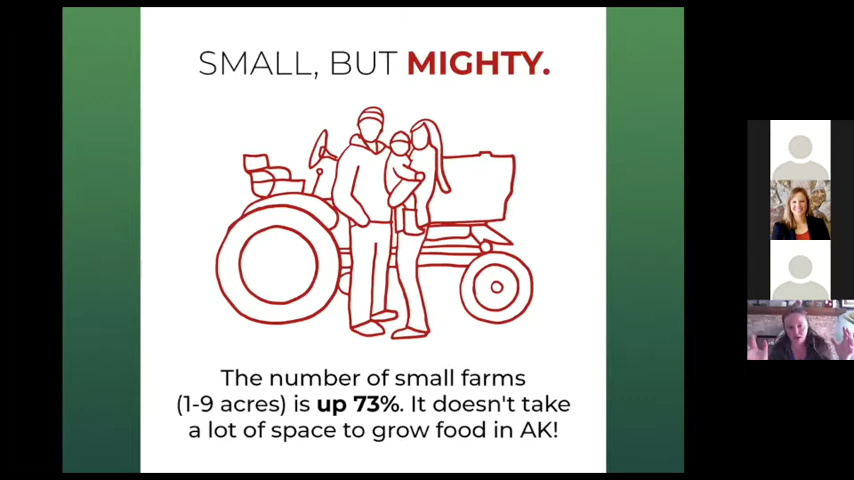 SMALL, BUT MIGHTY.
The number of small farms
(1-9 acres) is up 73%. It doesn't take
a lot of space to grow food in AK!